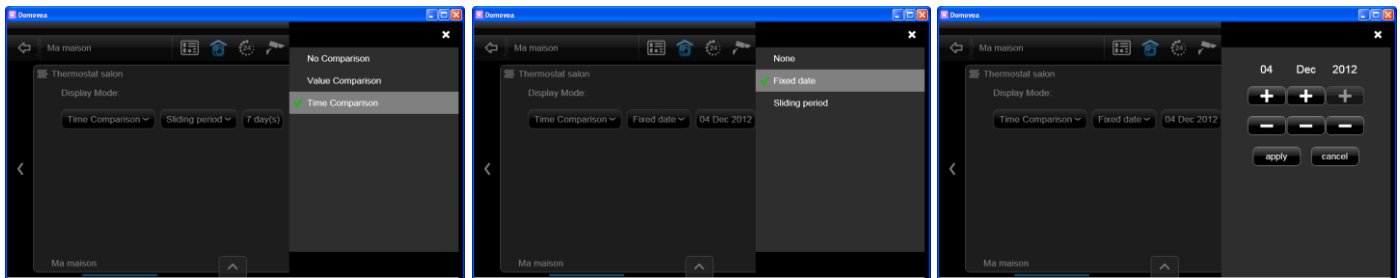 Domovea
Ma maison
24
No Comparison
Value Comparison
Time Comparison
Thermostat salon
Display Mode:
Time Comparison
Sliding period
7 day(s)
Ma maison
Domovea
Ma maison
24
None
Fixed date
Sliding period
Thermostat salon
Display Mode:
Time Comparison
Fixed date
04 Dec 2012
Ma maison
Domovea
Ma maison
24
04 Dec 2012
apply cancel
Thermostat salon
Display Mode:
Time Comparison
Fixed date
04 Dec 2012
Ma maison